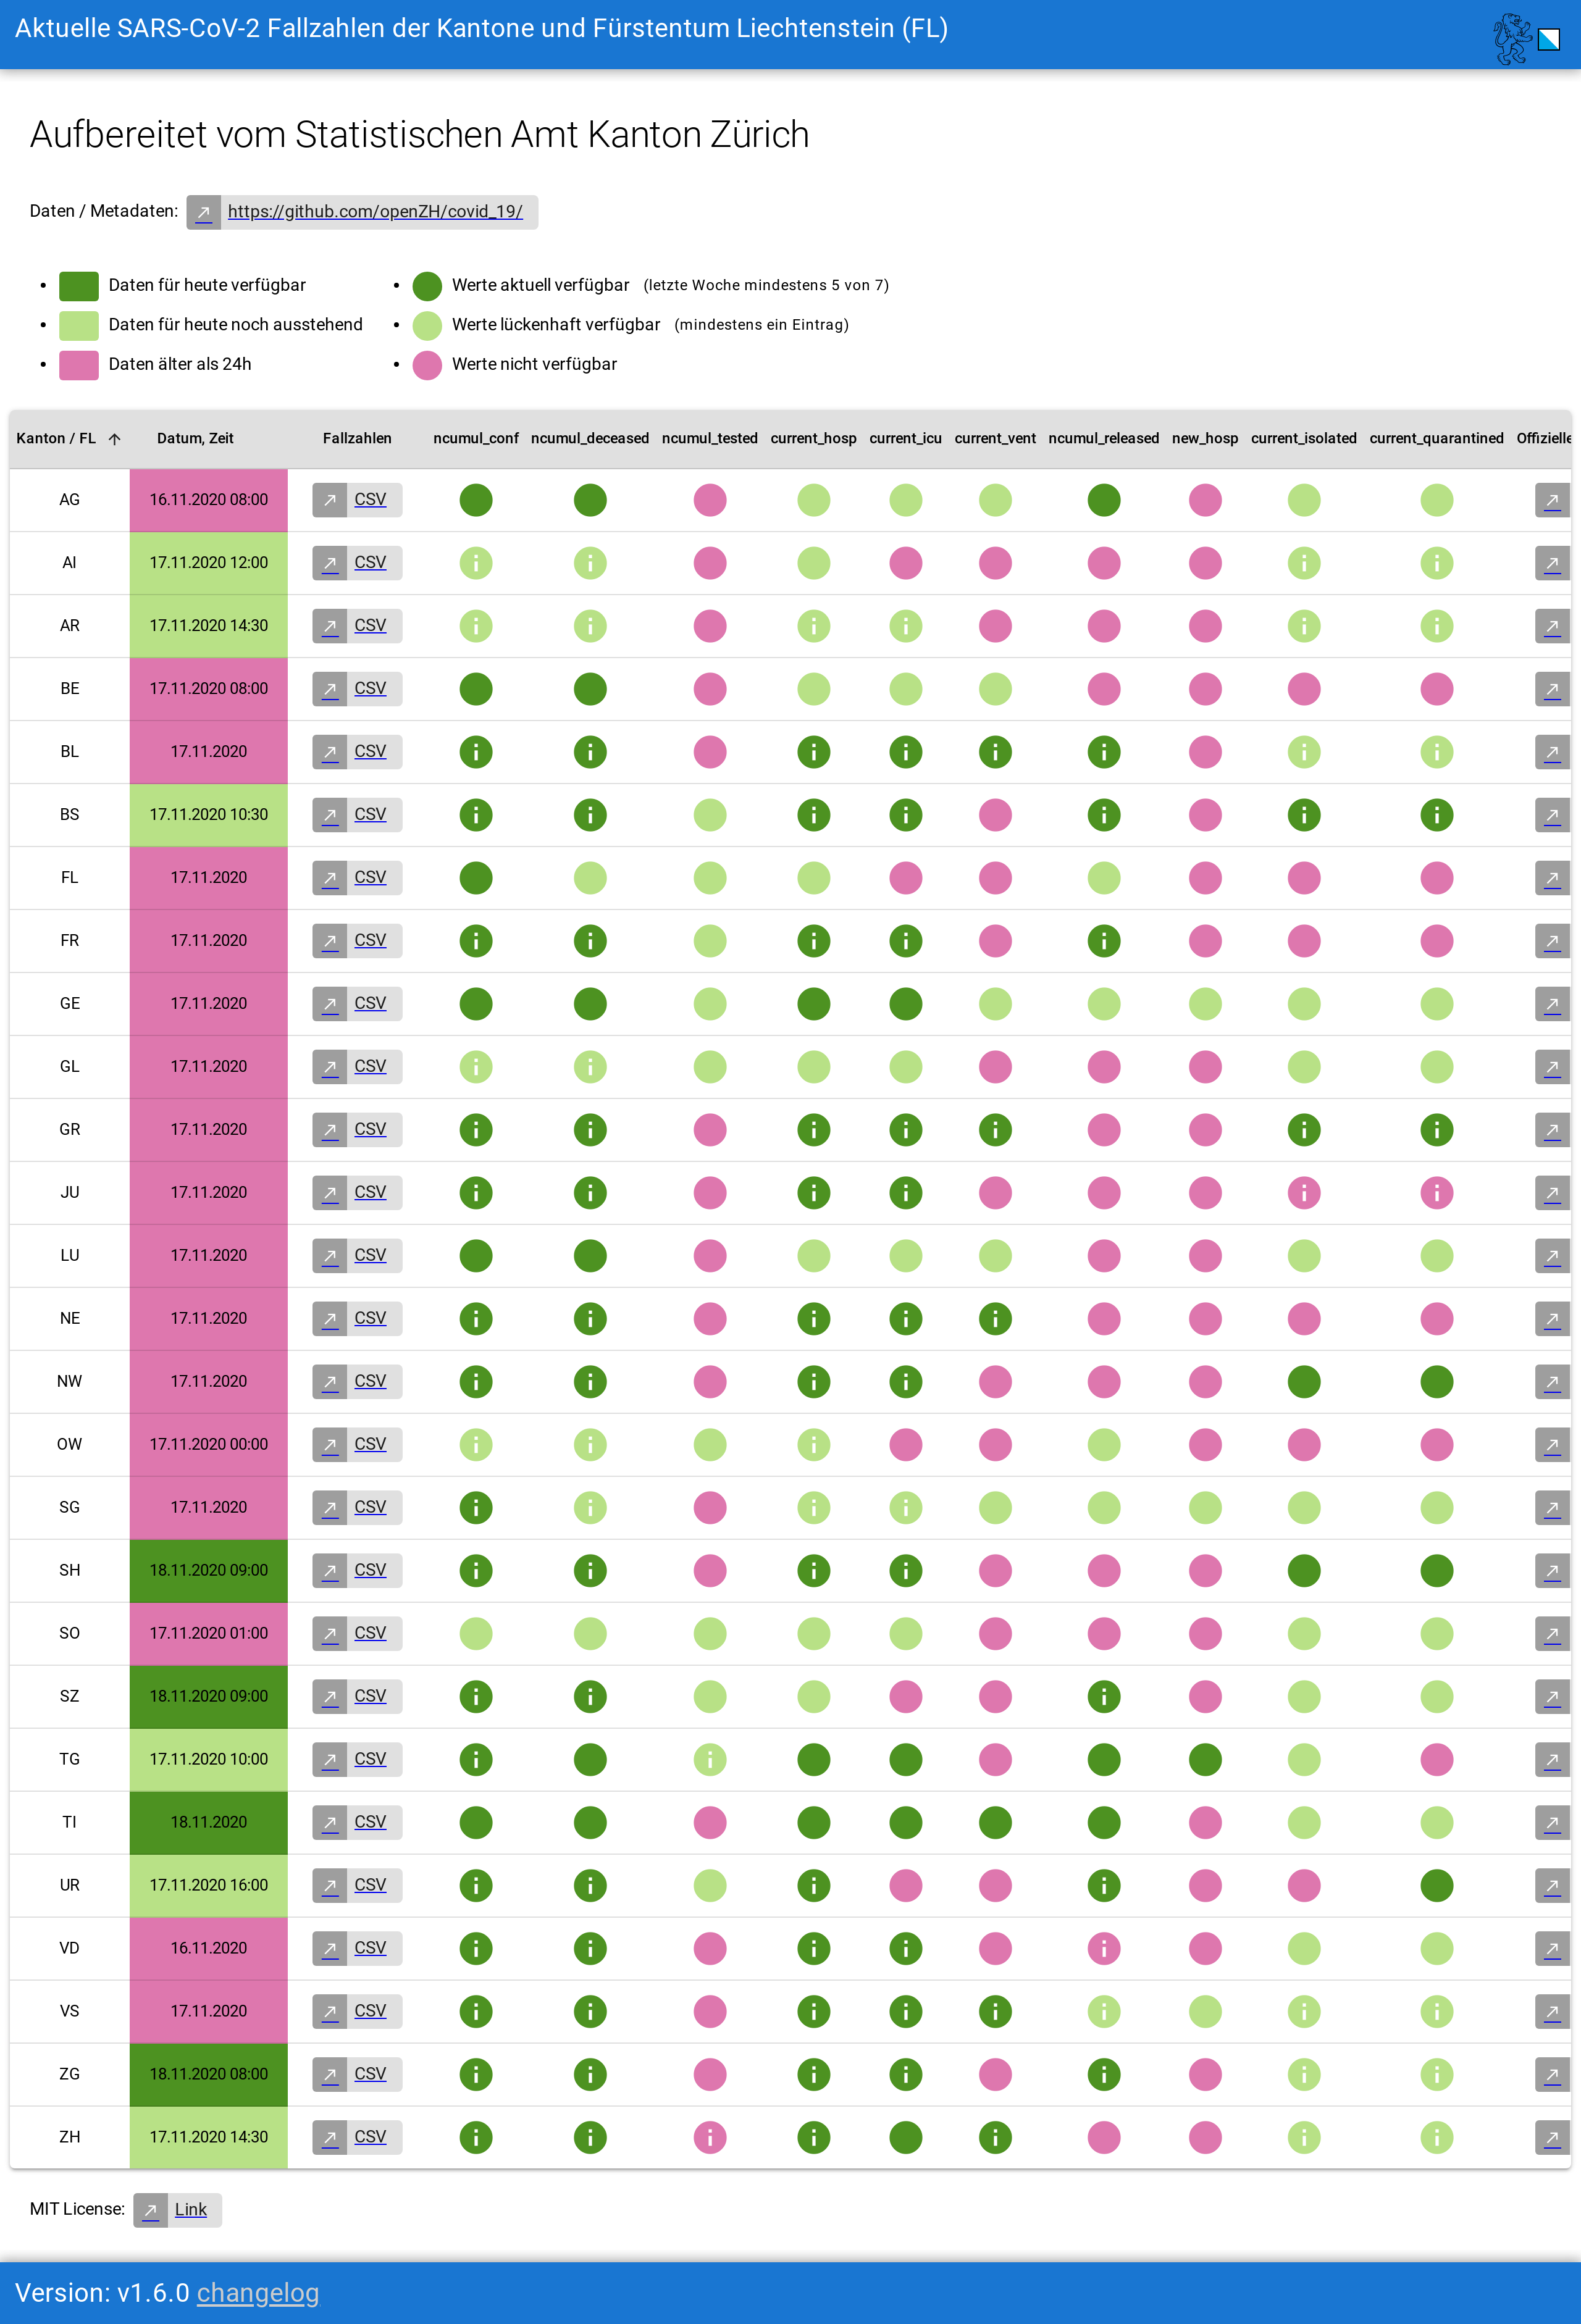 Aktuelle SARS-CoV-2 Fallzahlen der Kantone und Fürstentum Liechtenstein (FL)
Aufbereitet vom Statistischen Amt Kanton Zürich
Daten / Metadaten: https://github.com/openZH/covid_19/
Daten für heute verfügbar
Daten für heute noch ausstehend
Daten älter als 24h
Werte aktuell verfügbar (letzte Woche mindestens 5 von 7)
Werte lückenhaft verfügbar (mindestens ein Eintrag)
Werte nicht verfügbar
Kanton / FL Datum, Zeit Fallzahlen ncumul_conf ncumul_deceased ncumul_tested current_hosp current_icu current_vent ncumul_released new_hosp current_isolated current_quarantined Offizielle
AG 16.11.2020 08:00 CSV
AI 17.11.2020 12:00 CSV
AR 17.11.2020 14:30 CSV
BE 17.11.2020 08:00 CSV
BL 17.11.2020 CSV
BS 17.11.2020 10:30 CSV
FL 17.11.2020 CSV
FR 17.11.2020 CSV
GE 17.11.2020 CSV
GL 17.11.2020 CSV
GR 17.11.2020 CSV
JU 17.11.2020 CSV
LU 17.11.2020 CSV
NE 17.11.2020 CSV
NW 17.11.2020 CSV
OW 17.11.2020 00:00 CSV
SG 17.11.2020 CSV
SH 18.11.2020 09:00 CSV
SO 17.11.2020 01:00 CSV
SZ 18.11.2020 09:00 CSV
TG 17.11.2020 10:00 CSV
TI 18.11.2020 CSV
UR 17.11.2020 16:00 CSV
VD 16.11.2020 CSV
VS 17.11.2020 CSV
ZG 18.11.2020 08:00 CSV
ZH 17.11.2020 14:30 CSV
MIT License: Link
Version: v1.6.0 changelog